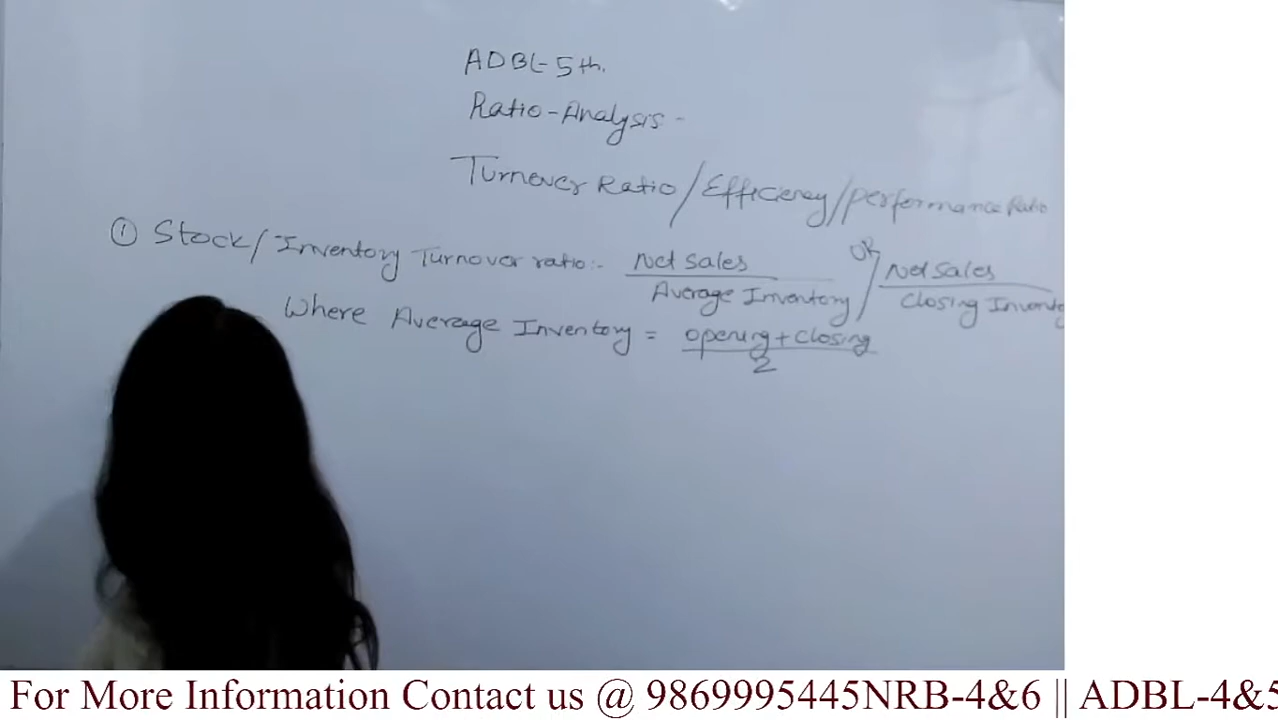 ADBL-5th.
Ratio-Analysis-
Turnover Ratio/Efficiency/performance Ratio
① Stock/Inventory Turnover ratio:- Net Sales / Average Inventory OR / Net Sales / Closing Invento
Where Average Inventory = opening+closing / 2
For More Information Contact us @ 9869995445NRB-4&6 || ADBL-4&5